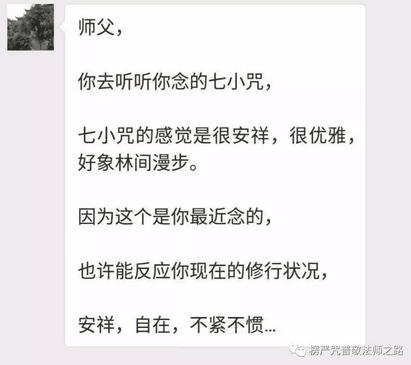 师父，
你去听听你念的七小咒，
七小咒的感觉是很安祥，很优雅，
好象林间漫步。
因为这个是你最近念的，
也许能反应你现在的修行状况，
安祥，自在，不紧不惯…
楞严咒普敬法师之路